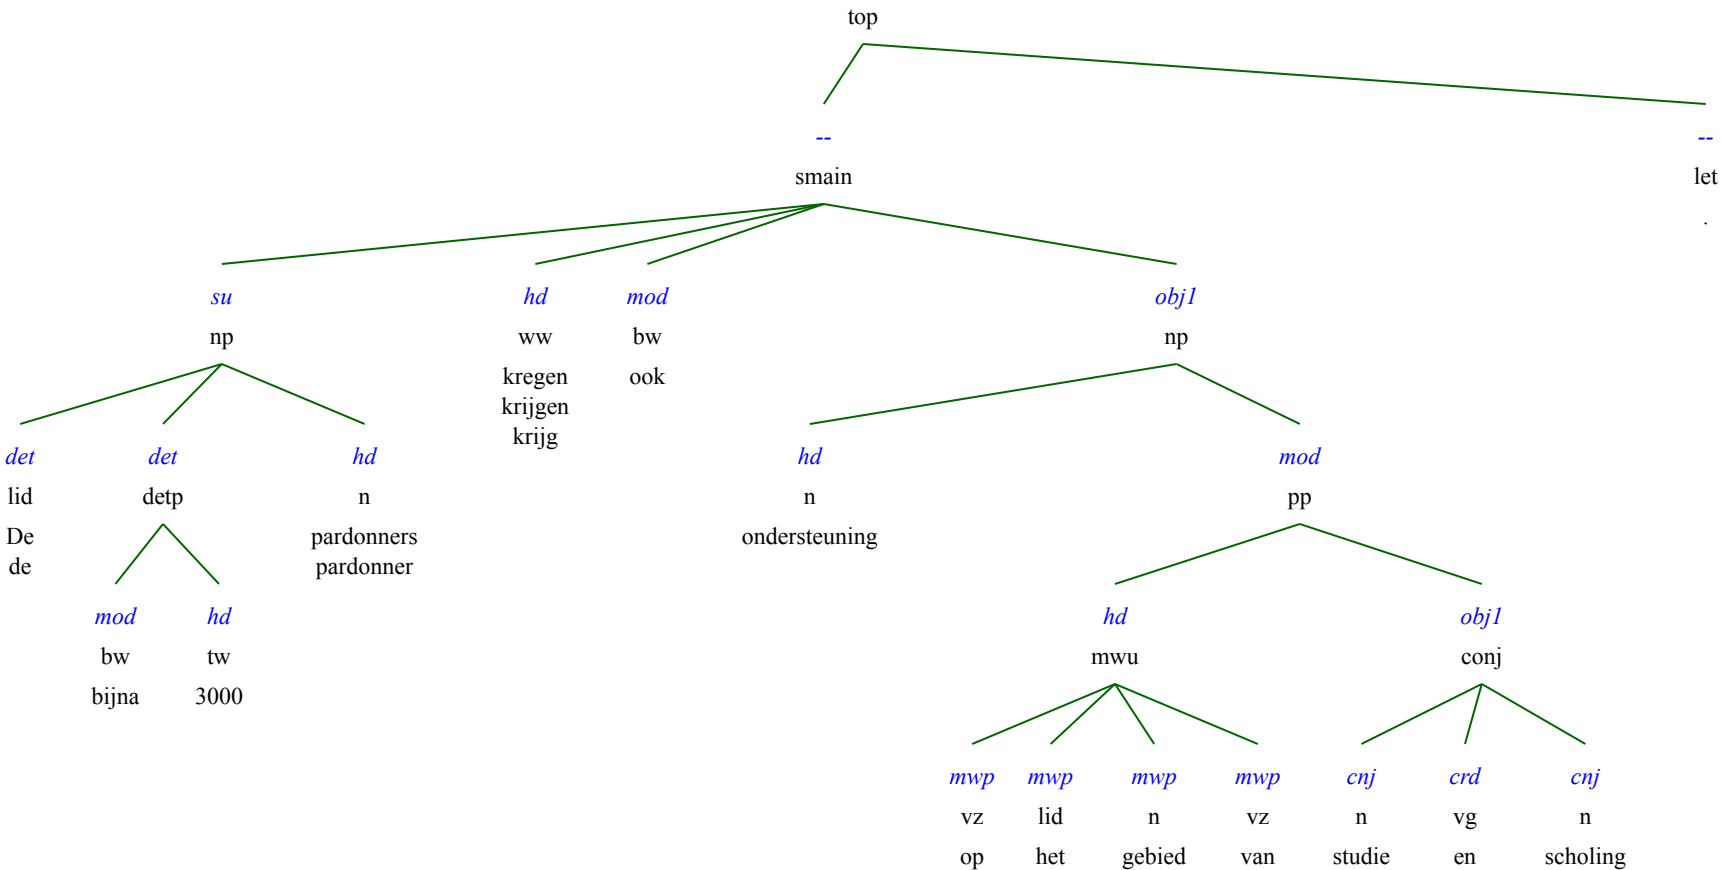 top
-- --
smain let
.
su hd mod obj1
np ww bw np
kregen ook
krijgen
krijg
det det hd hd mod
lid detp n n pp
De pardonners ondersteuning
de pardonner
mod hd hd obj1
bw tw mwu conj
bijna 3000
mwp mwp mwp mwp cnj crd cnj
vz lid n vz n vg n
op het gebied van studie en scholing